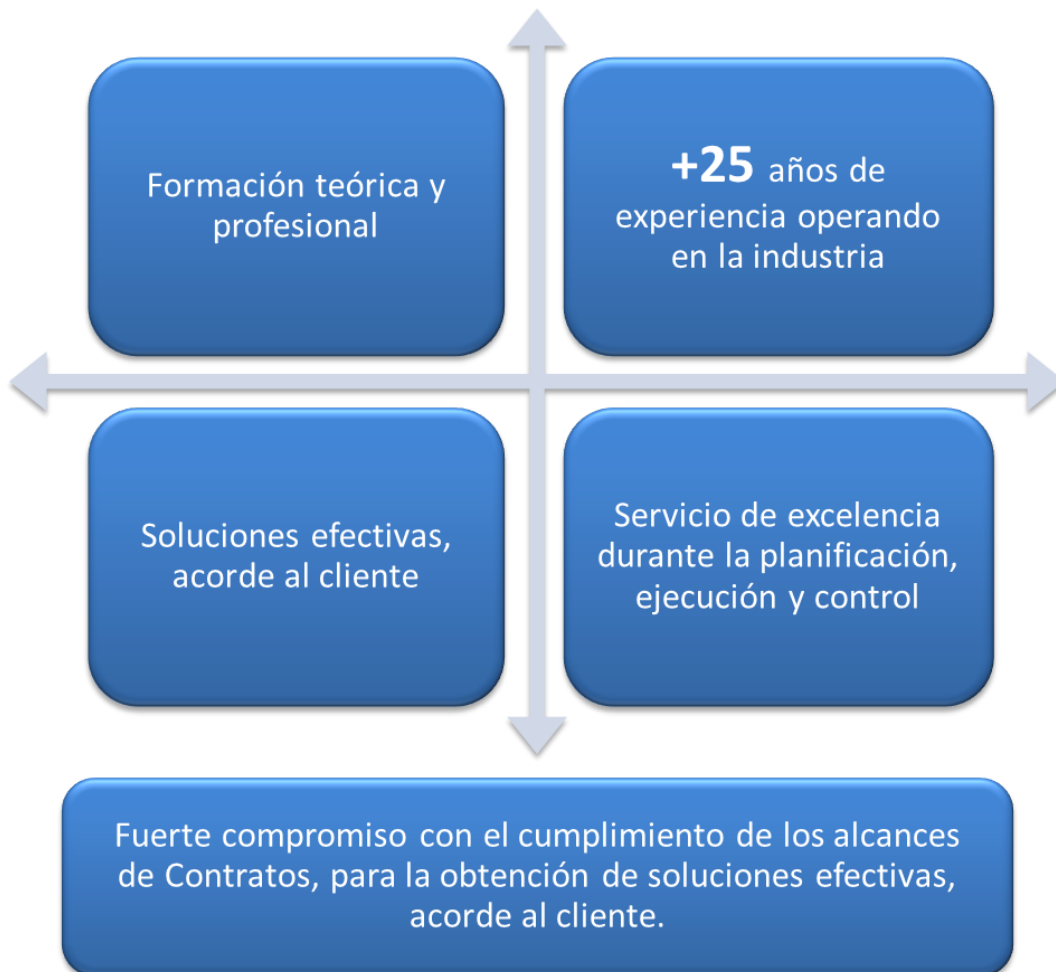 Formación teórica y
profesional
+25 años de
experiencia operando
en la industria
Soluciones efectivas,
acorde al cliente
Servicio de excelencia
durante la planificación,
ejecución y control
Fuerte compromiso con el cumplimiento de los alcances
de Contratos, para la obtención de soluciones efectivas,
acorde al cliente.